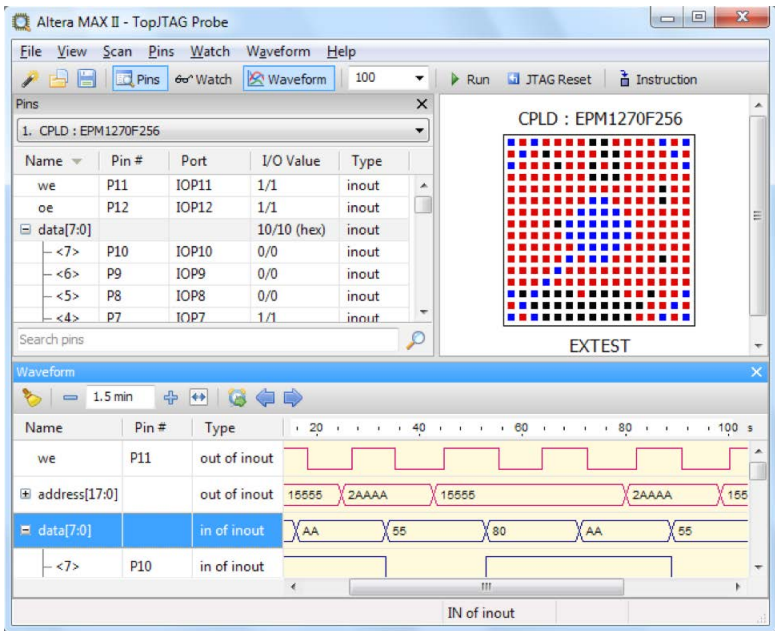 Altera MAX II - TopJTAG Probe
File View Scan Pins Watch Waveform Help
Pins Watch Waveform 100 Run JTAG Reset Instruction
Pins
1. CPLD : EPM1270F256
Name Pin # Port I/O Value Type
we P11 IOP11 1/1 inout
oe P12 IOP12 1/1 inout
data[7:0] 10/10 (hex) inout
<7> P10 IOP10 0/0 inout
<6> P9 IOP9 0/0 inout
<5> P8 IOP8 0/0 inout
<4> P7 IOP7 1/1 inout
Search pins
CPLD : EPM1270F256
EXTEST
Waveform
1.5 min
Name Pin # Type 20 40 60 80 100 s
we P11 out of inout
address[17:0] out of inout 15555 2AAAA 15555 2AAAA 155
data[7:0] in of inout AA 55 80 AA 55
<7> P10 in of inout
IN of inout